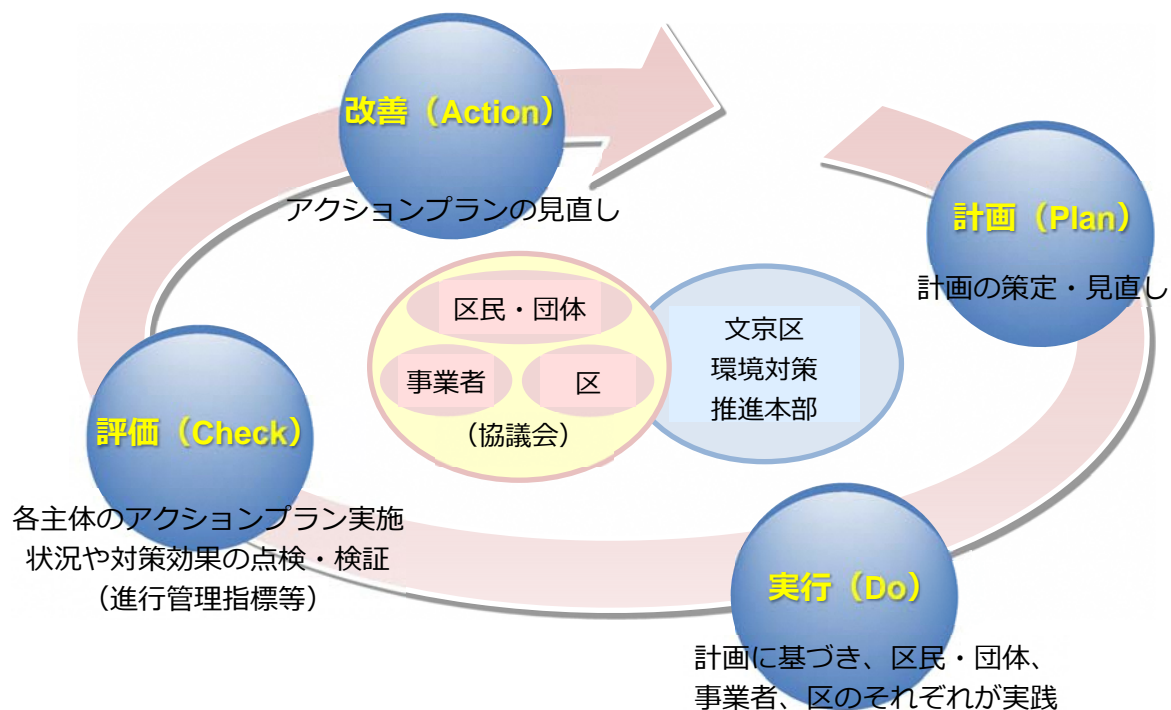 改善（Action）
アクションプランの見直し
計画（Plan）
計画の策定・見直し
区民・団体
事業者
区
（協議会）
文京区
環境対策
推進本部
評価（Check）
各主体のアクションプラン実施
状況や対策効果の点検・検証
（進行管理指標等）
実行（Do）
計画に基づき、区民・団体、
事業者、区のそれぞれが実践